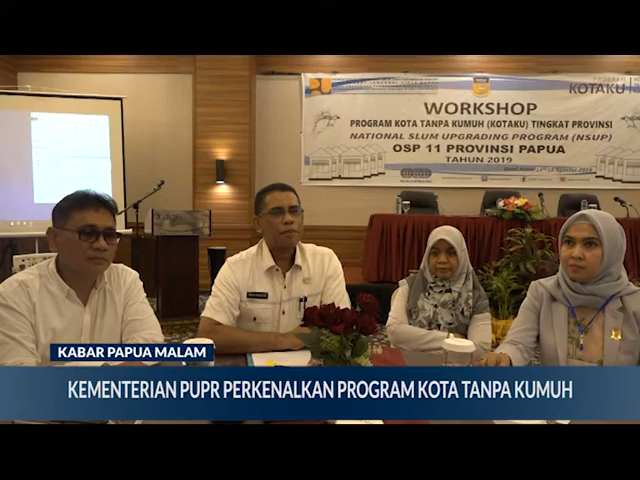 PROGRAM
KOTAKU
WORKSHOP
PROGRAM KOTA TANPA KUMUH (KOTAKU) TINGKAT PROVINSI
NATIONAL SLUM UPGRADING PROGRAM (NSUP)
OSP 11 PROVINSI PAPUA
TAHUN 2019
KABAR PAPUA MALAM
KEMENTERIAN PUPR PERKENALKAN PROGRAM KOTA TANPA KUMUH